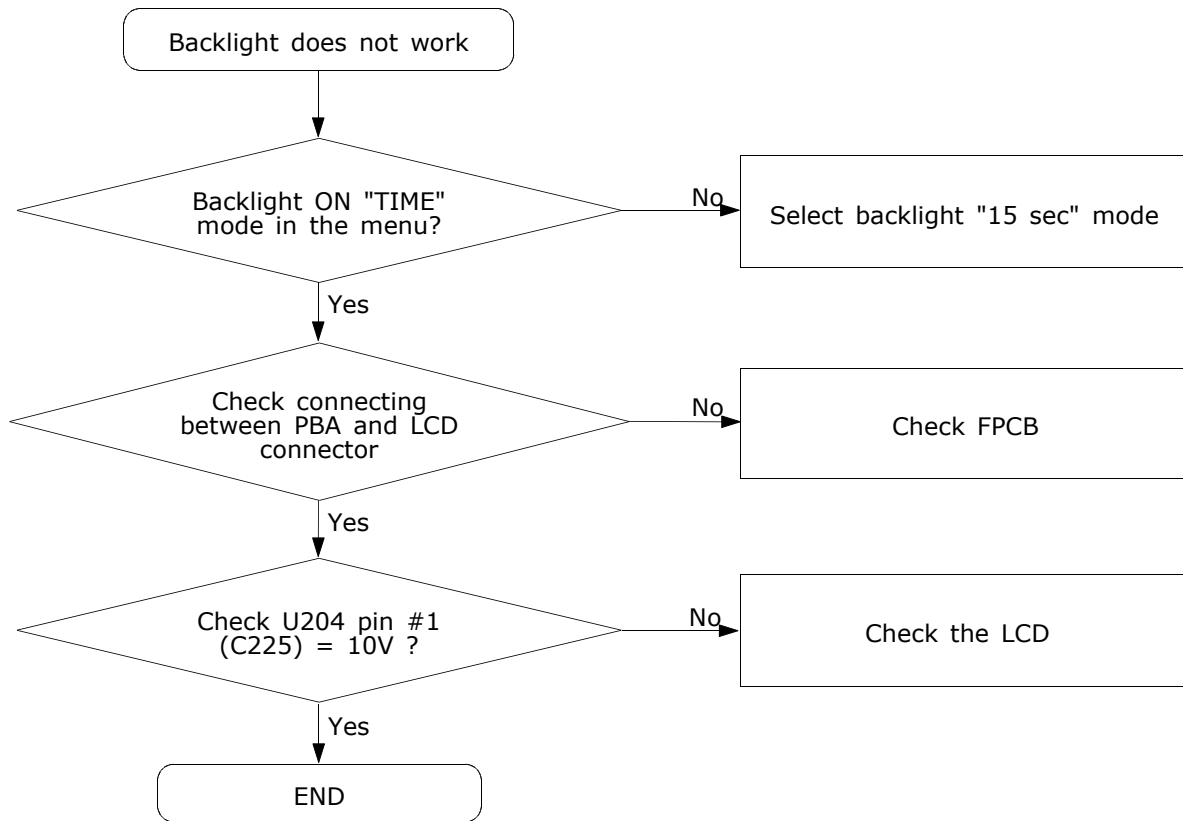 Backlight does not work
Backlight ON "TIME"
mode in the menu?
No
Select backlight "15 sec" mode
Yes
Check connecting
between PBA and LCD
connector
No
Check FPCB
Yes
Check U204 pin #1
(C225) = 10V ?
No
Check the LCD
Yes
END